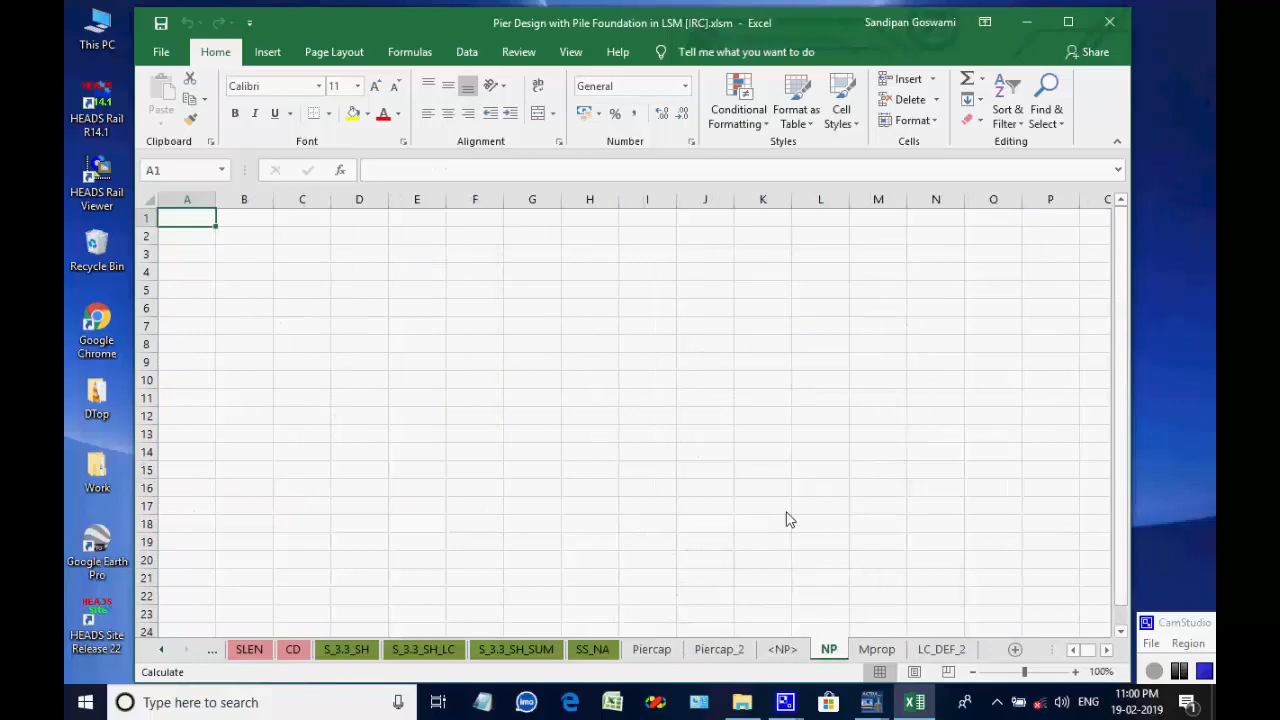 This PC
HEADS Rail
R14.1
HEADS Rail
Viewer
Recycle Bin
Google
Chrome
DTop
Work
Google Earth
Pro
HEADS Site
Release 22
Pier Design with Pile Foundation in LSM [IRC].xlsm - Excel
Sandipan Goswami
File Home Insert Page Layout Formulas Data Review View Help Tell me what you want to do Share
Paste
Calibri 11
General
B I U
Conditional
Formatting
Format as
Table
Cell
Styles
Insert
Delete
Format
Sort &
Filter
Find &
Select
Clipboard Font Alignment Number Styles Cells Editing
A1
A B C D E F G H I J K L M N O P
1
2
3
4
5
6
7
8
9
10
11
12
13
14
15
16
17
18
19
20
21
22
23
24
... SLEN CD S_3.3_SH S_3.3_SH_LC S_3.3_SH_SUM SS_NA Piercap Piercap_2 <NP> NP Mprop LC_DEF_2
Calculate 100%
CamStudio
File Region
Type here to search
ENG
11:00 PM
19-02-2019